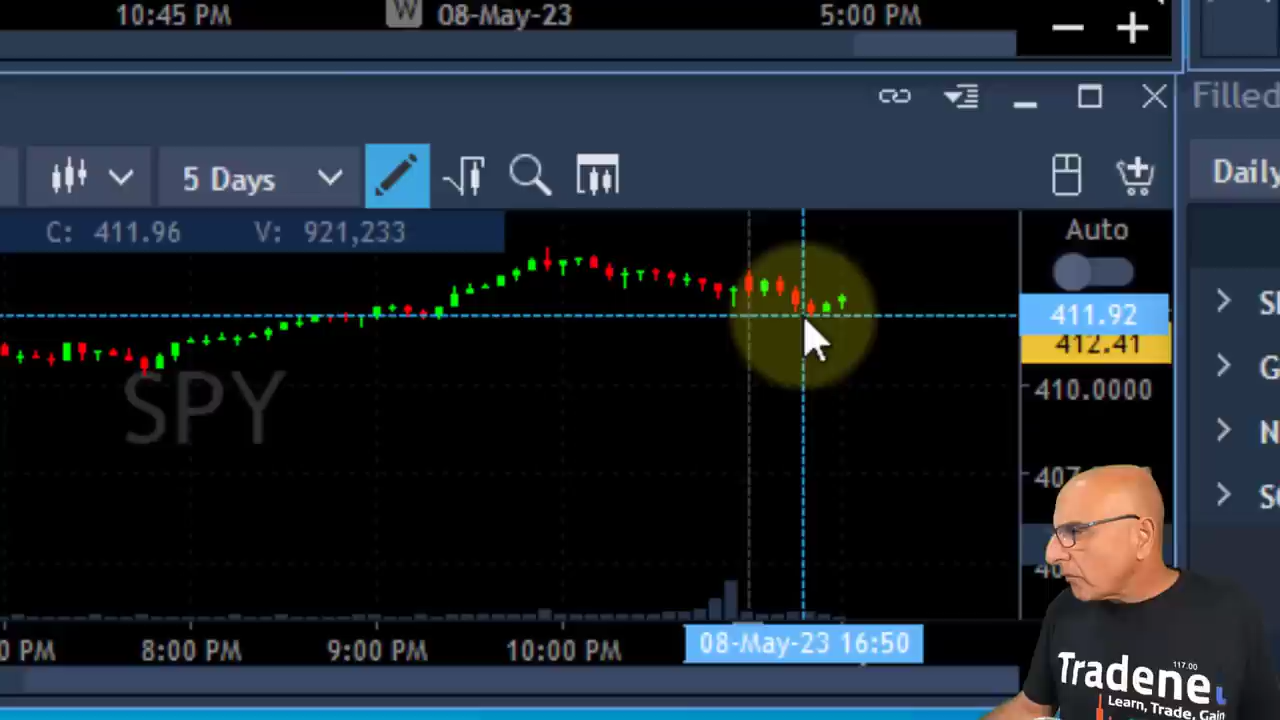 10:45 PM W 08-May-23 5:00 PM
Filled
5 Days Daily
C: 411.96 V: 921,233 Auto
411.92
412.41
410.0000
SPY
8:00 PM 9:00 PM 10:00 PM 08-May-23 16:50
117.00
Tradene
Learn, Trade, Gain